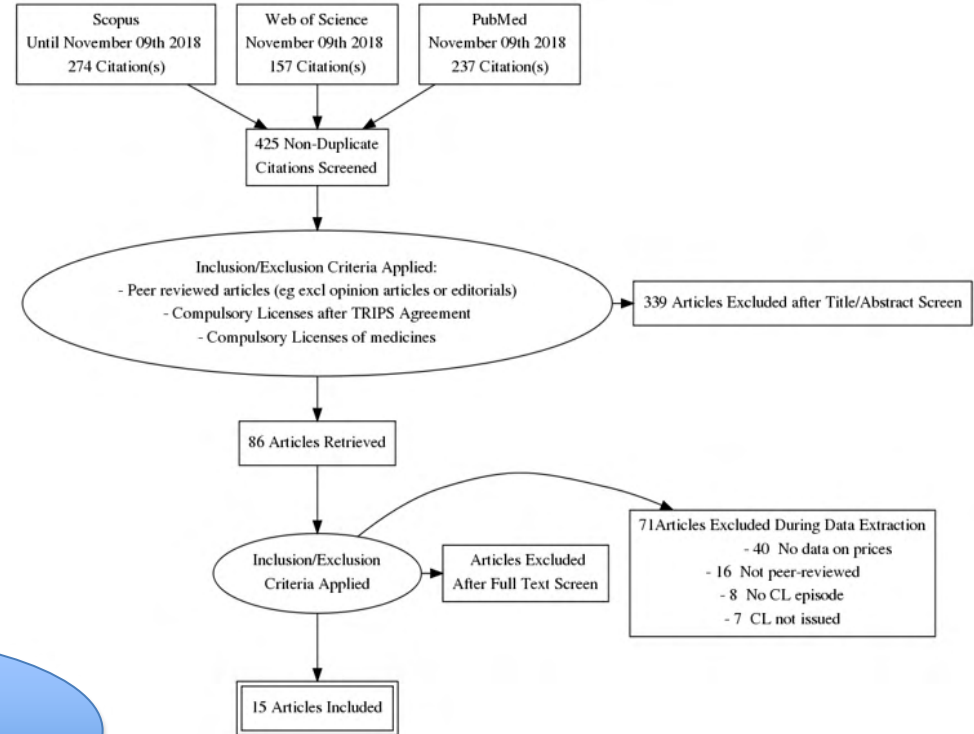 Scopus
Until November 09th 2018
274 Citation(s)
Web of Science
November 09th 2018
157 Citation(s)
PubMed
November 09th 2018
237 Citation(s)
425 Non-Duplicate
Citations Screened
Inclusion/Exclusion Criteria Applied:
- Peer reviewed articles (eg excl opinion articles or editorials)
- Compulsory Licenses after TRIPS Agreement
- Compulsory Licenses of medicines
339 Articles Excluded after Title/Abstract Screen
86 Articles Retrieved
Inclusion/Exclusion
Criteria Applied
Articles Excluded
After Full Text Screen
71Articles Excluded During Data Extraction
- 40 No data on prices
- 16 Not peer-reviewed
- 8 No CL episode
- 7 CL not issued
15 Articles Included